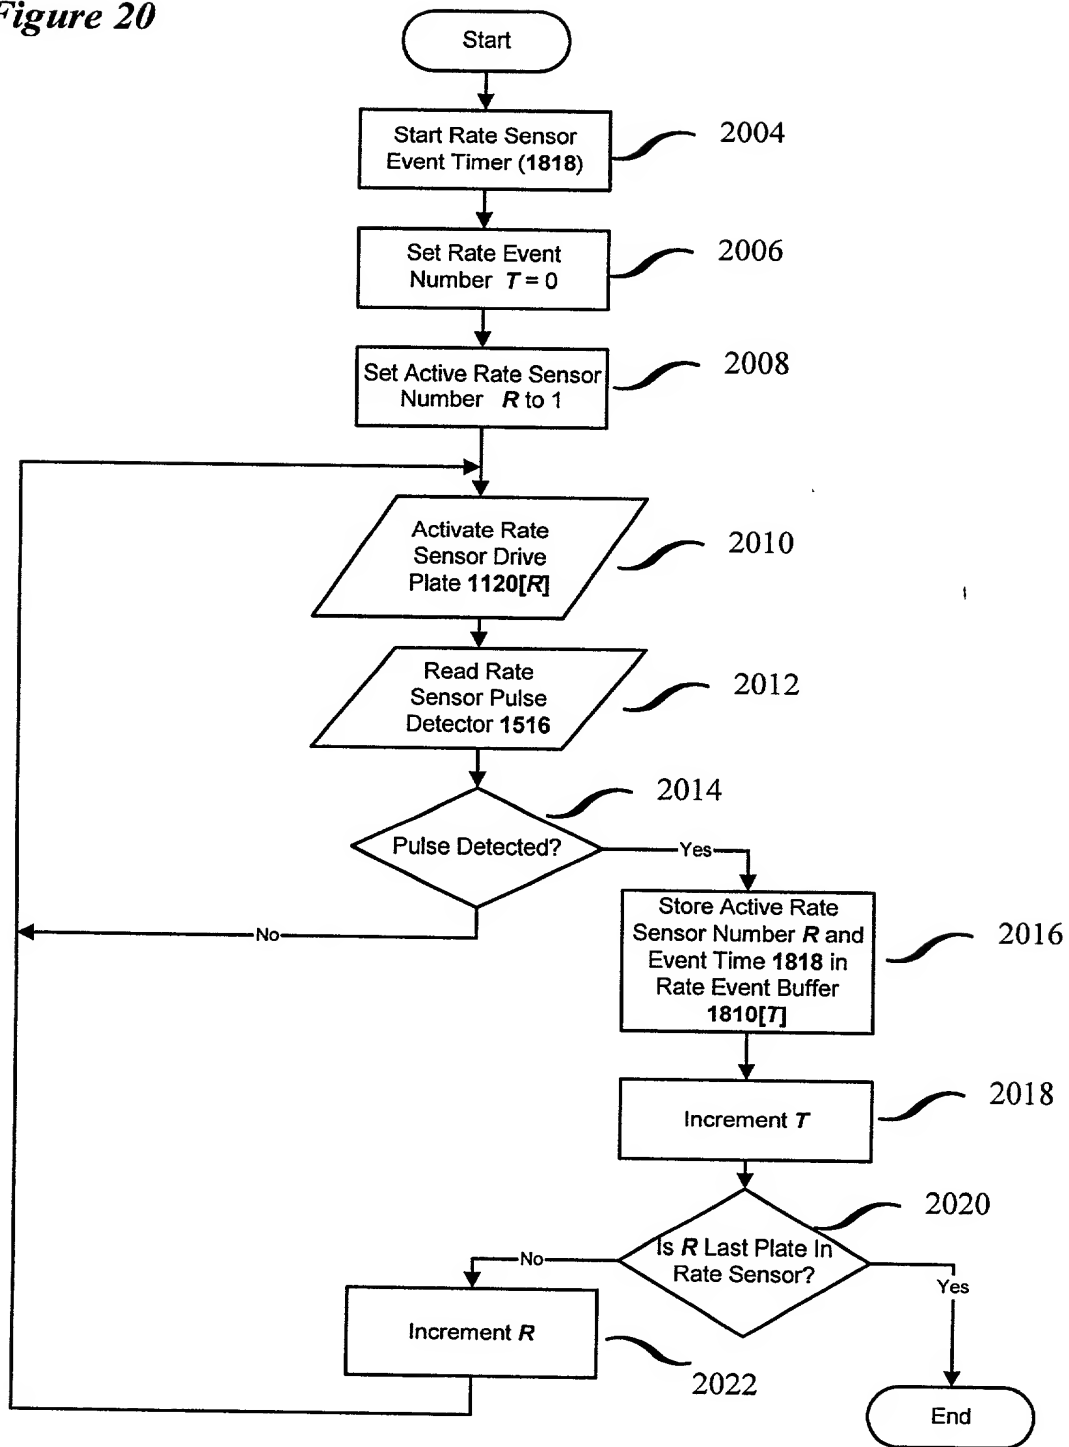 Figure 20
Start
Start Rate Sensor
Event Timer (1818)
2004
Set Rate Event
Number T = 0
2006
Set Active Rate Sensor
Number R to 1
2008
Activate Rate
Sensor Drive
Plate 1120[R]
2010
Read Rate
Sensor Pulse
Detector 1516
2012
2014
Pulse Detected?
Yes
No
Store Active Rate
Sensor Number R and
Event Time 1818 in
Rate Event Buffer
1810[T]
2016
Increment T
2018
2020
Is R Last Plate In
Rate Sensor?
No
Yes
Increment R
2022
End